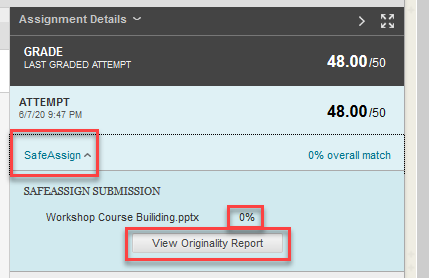 Assignment Details
GRADE
LAST GRADED ATTEMPT
48.00/50
ATTEMPT
6/7/20 9:47 PM
48.00/50
SafeAssign
0% overall match
SAFEASSIGN SUBMISSION
Workshop Course Builiding.pptx 0%
View Originality Report